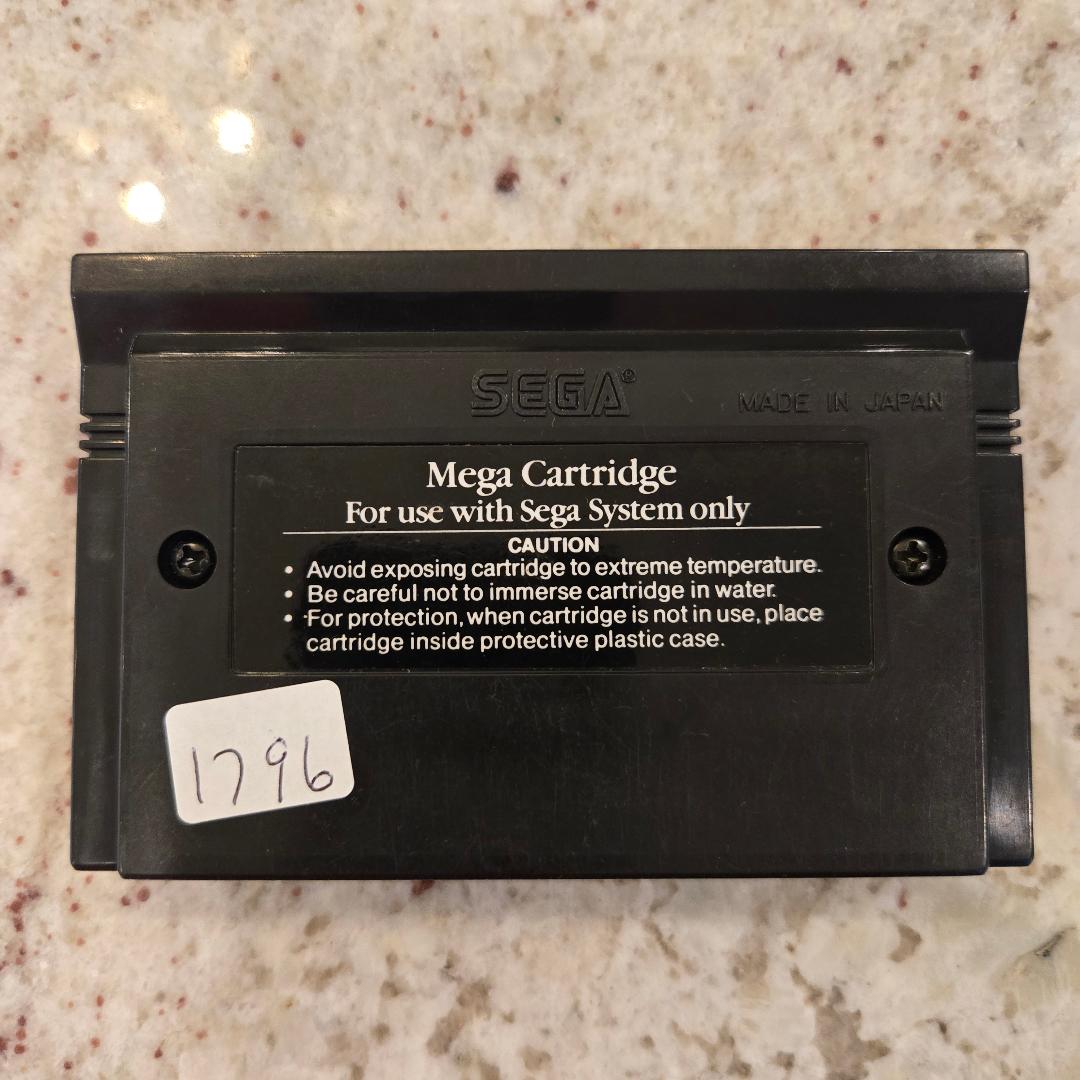 SEGA®
MADE IN JAPAN
Mega Cartridge
For use with Sega System only
CAUTION
• Avoid exposing cartridge to extreme temperature.
• Be careful not to immerse cartridge in water.
• For protection, when cartridge is not in use, place
cartridge inside protective plastic case.
1796